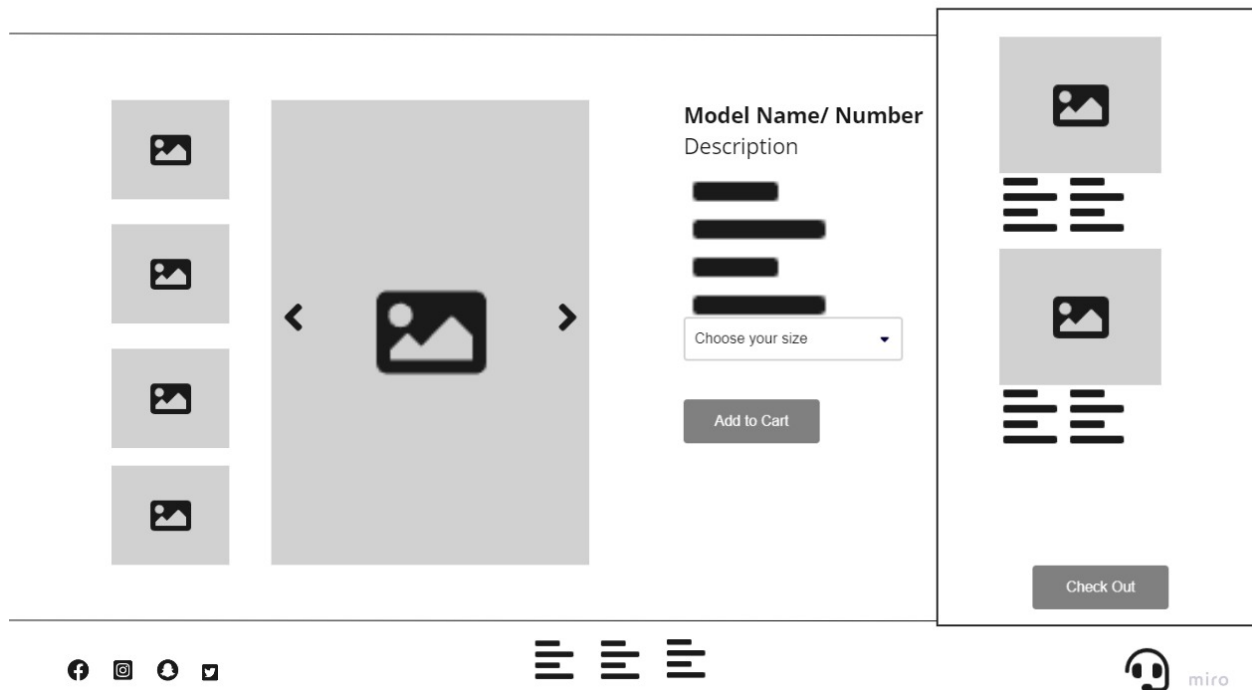 Model Name/ Number
Description
Choose your size
Add to Cart
Check Out
miro